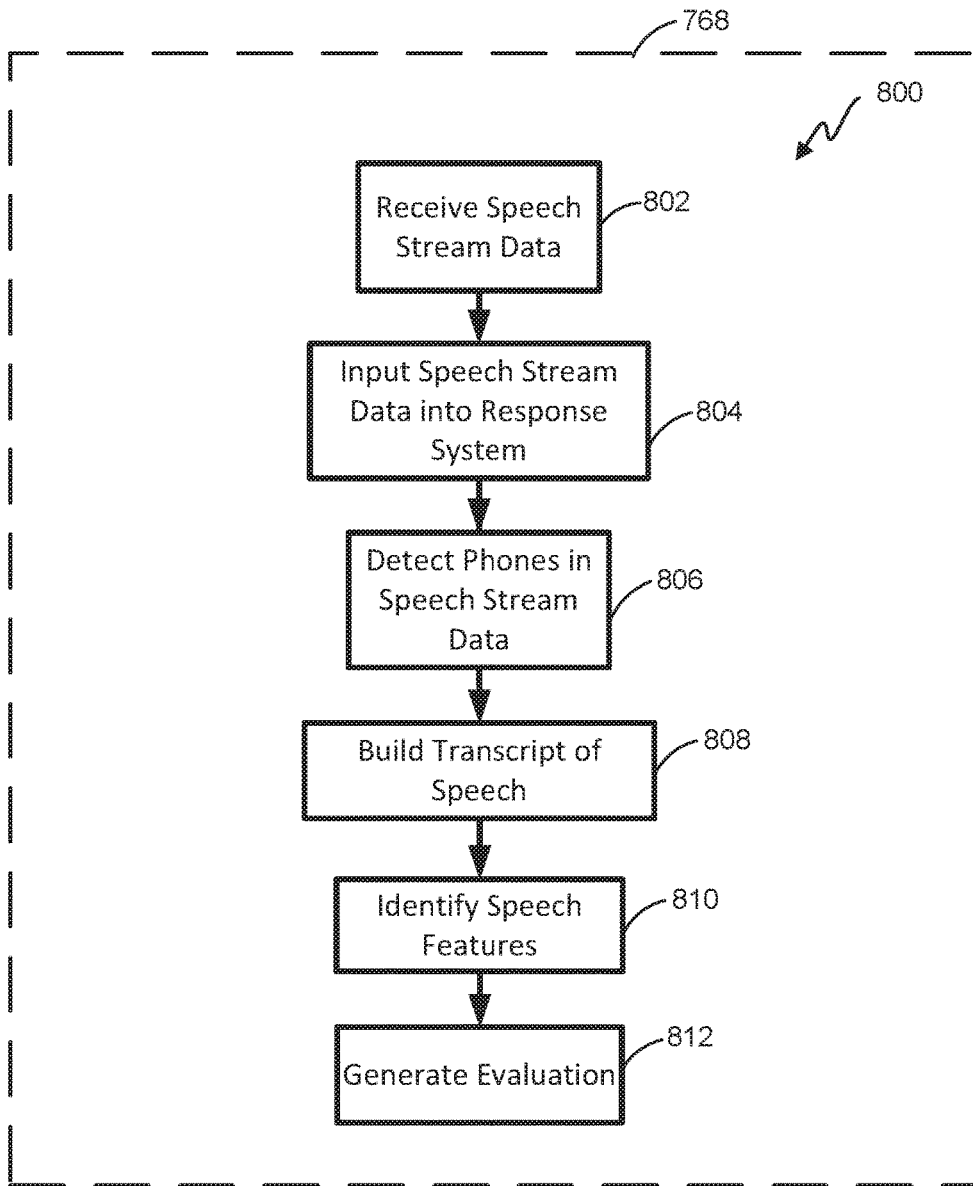 768
800
Receive Speech
Stream Data
802
Input Speech Stream
Data into Response
System
804
Detect Phones in
Speech Stream
Data
806
Build Transcript of
Speech
808
Identify Speech
Features
810
Generate Evaluation
812